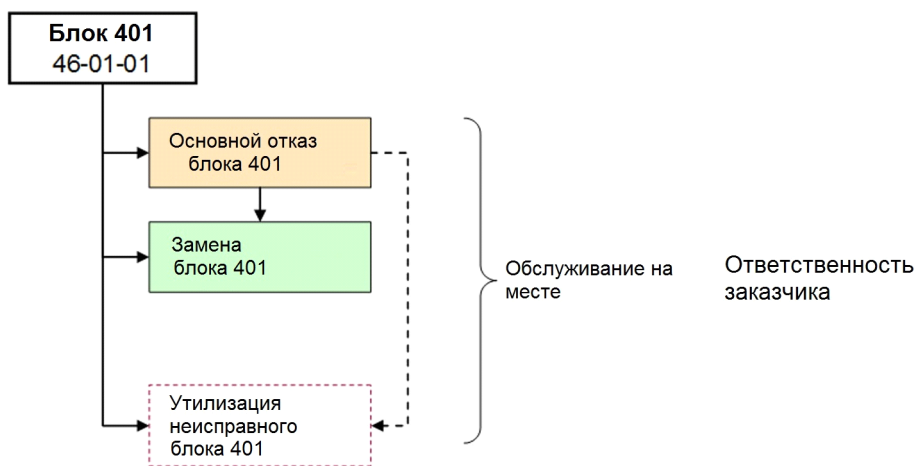 Блок 401
46-01-01
Основной отказ
блока 401
Замена
блока 401
Обслуживание на
месте
Ответственность
заказчика
Утилизация
неисправного
блока 401